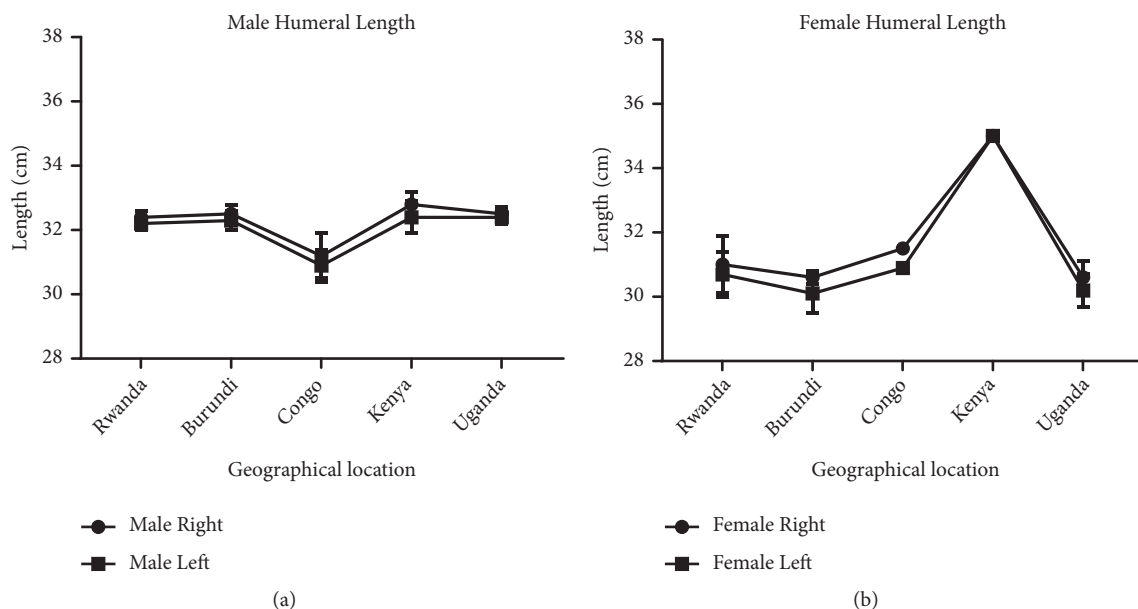 Male Humeral Length
38
36
34
32
30
28
Length (cm)
Rwanda
Burundi
Congo
Kenya
Uganda
Geographical location
Male Right
Male Left
(a)
Female Humeral Length
38
36
34
32
30
28
Length (cm)
Rwanda
Burundi
Congo
Kenya
Uganda
Geographical location
Female Right
Female Left
(b)